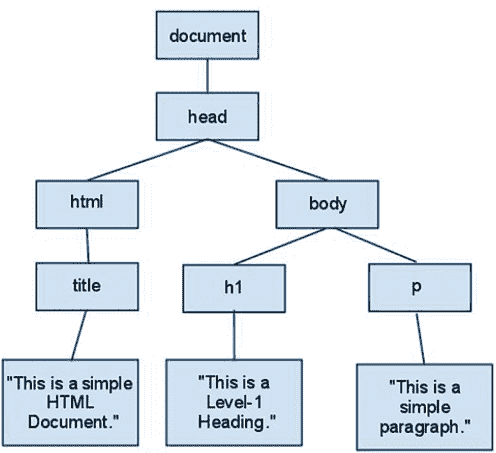 document
head
html
body
title
h1
p
"This is a simple
HTML
Document."
"This is a
Level-1
Heading."
"This is a
simple
paragraph."